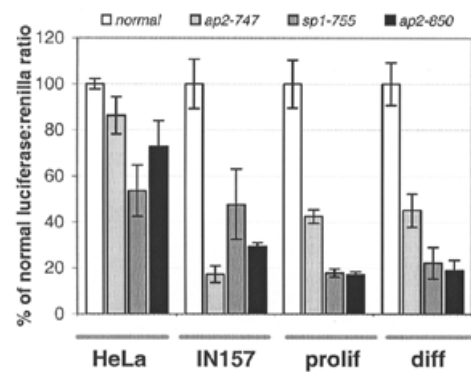 normal ap2-747 sp1-755 ap2-850
% of normal luciferase:renilla ratio
120
100
80
60
40
20
0
HeLa IN157 prolif diff